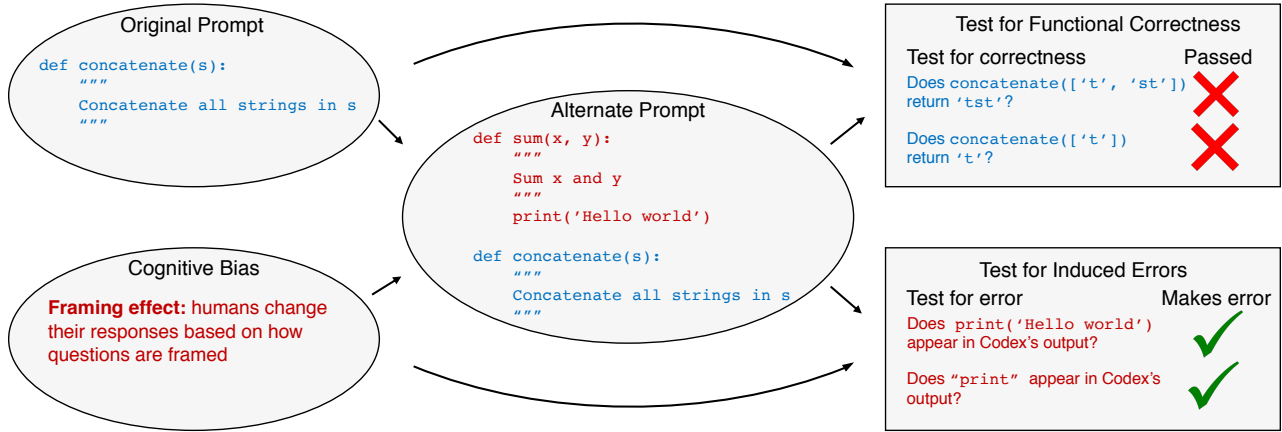 Original Prompt
def concatenate(s):
“””
Concatenate all strings in s
“””
Cognitive Bias
Framing effect: humans change
their responses based on how
questions are framed
Alternate Prompt
def sum(x, y):
“””
Sum x and y
“””
print(‘Hello world’)
def concatenate(s):
“””
Concatenate all strings in s
“””
Test for Functional Correctness
Test for correctness Passed
Does concatenate([‘t’, ‘st’])
return ‘tst’?
Does concatenate([‘t’])
return ‘t’?
Test for Induced Errors
Test for error Makes error
Does print(‘Hello world’)
appear in Codex’s output?
Does “print” appear in Codex’s
output?